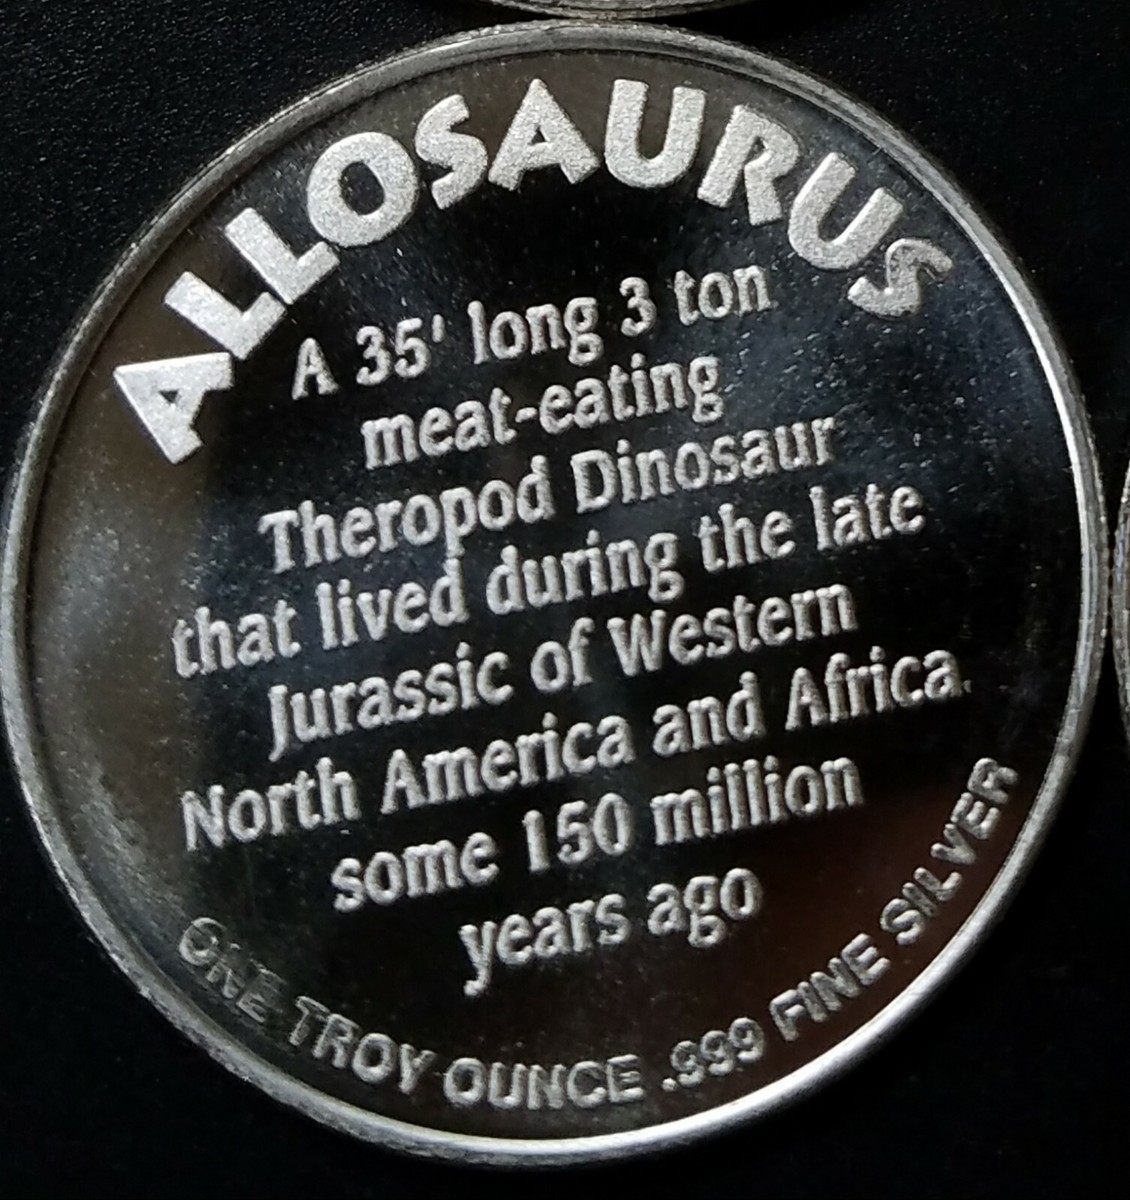 ALLOSAURUS
A 35' long 3 ton
meat-eating
Theropod Dinosaur
that lived during the late
Jurassic of Western
North America and Africa.
some 150 million
years ago
ONE TROY OUNCE .999 FINE SILVER